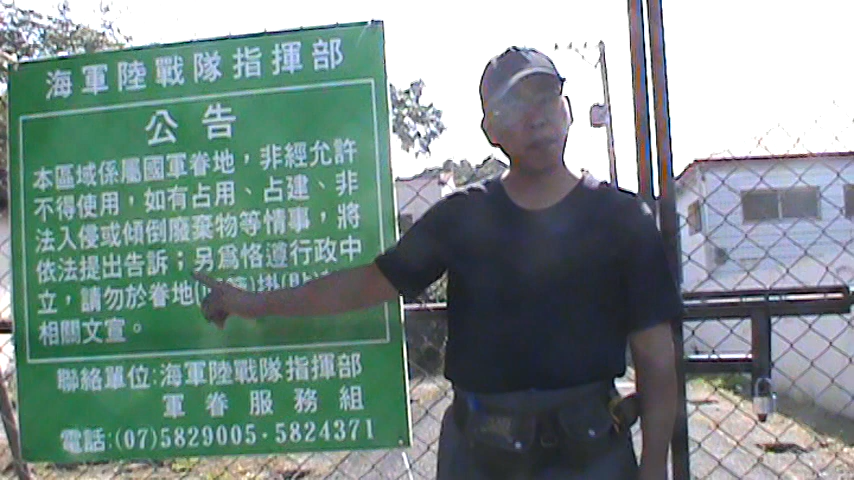 海軍陸戰隊指揮部
公告
本區域係屬國軍眷地，非經允許
不得使用，如有占用、占建、非
法入侵或傾倒廢棄物等情事，將
依法提出告訴；另為恪遵行政中
立，請勿於眷地(
)掛(貼)
相關文宣。
聯絡單位:海軍陸戰隊指揮部
軍眷服務組
電話:(07)5829005·5824371